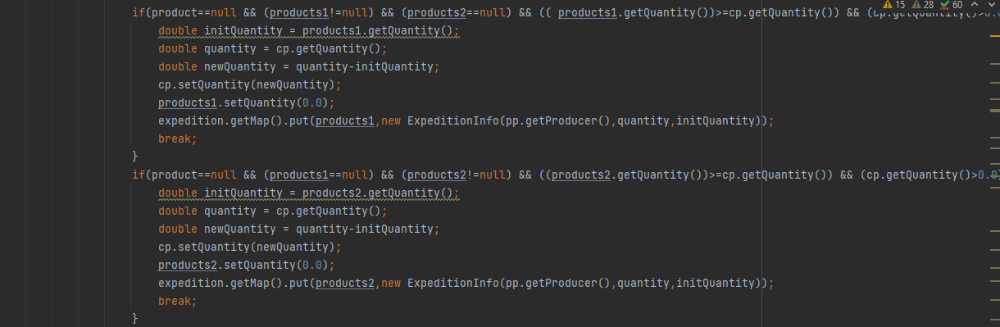 15 28 60
if(product==null && (products1!=null) && (products2==null) && (( products1.getQuantity())>=cp.getQuantity()) && (cp.getQuantity()>0.0
double initQuantity = products1.getQuantity();
double quantity = cp.getQuantity();
double newQuantity = quantity-initQuantity;
cp.setQuantity(newQuantity);
products1.setQuantity(0.0);
expedition.getMap().put(products1,new ExpeditionInfo(pp.getProducer(),quantity,initQuantity));
break;
}
if(product==null && (products1==null) && (products2!=null) && ((products2.getQuantity())>=cp.getQuantity()) && (cp.getQuantity()>0.0
double initQuantity = products2.getQuantity();
double quantity = cp.getQuantity();
double newQuantity = quantity-initQuantity;
cp.setQuantity(newQuantity);
products2.setQuantity(0.0);
expedition.getMap().put(products2,new ExpeditionInfo(pp.getProducer(),quantity,initQuantity));
break;
}